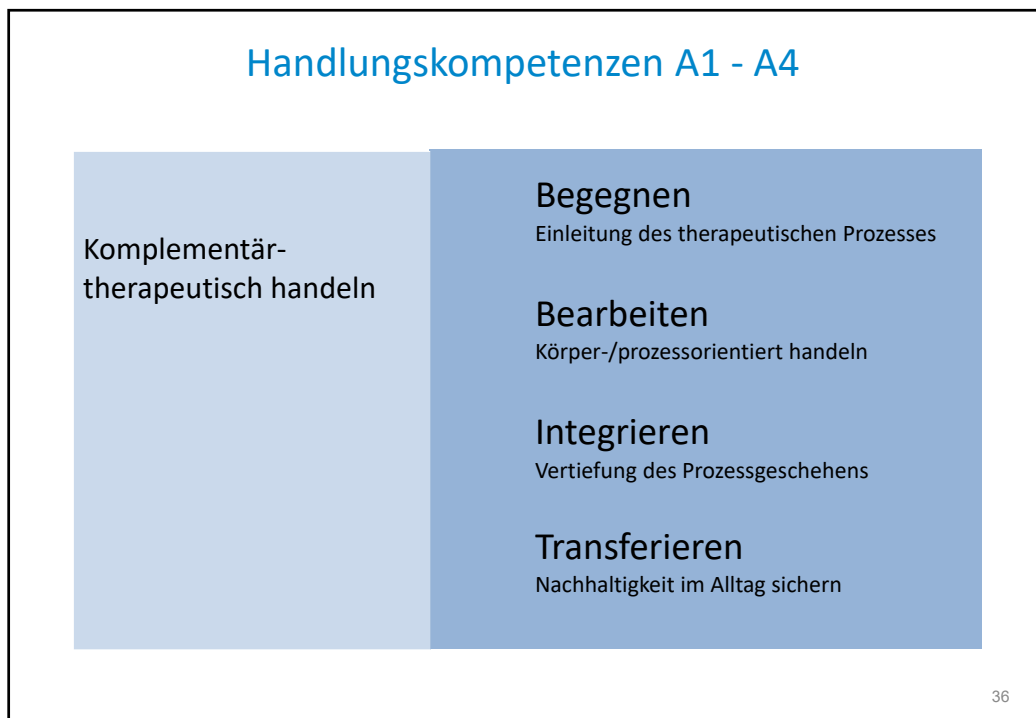 Handlungskompetenzen A1 - A4
Komplementär-
therapeutisch handeln
Begegnen
Einleitung des therapeutischen Prozesses
Bearbeiten
Körper-/prozessorientiert handeln
Integrieren
Vertiefung des Prozessgeschehens
Transferieren
Nachhaltigkeit im Alltag sichern
36